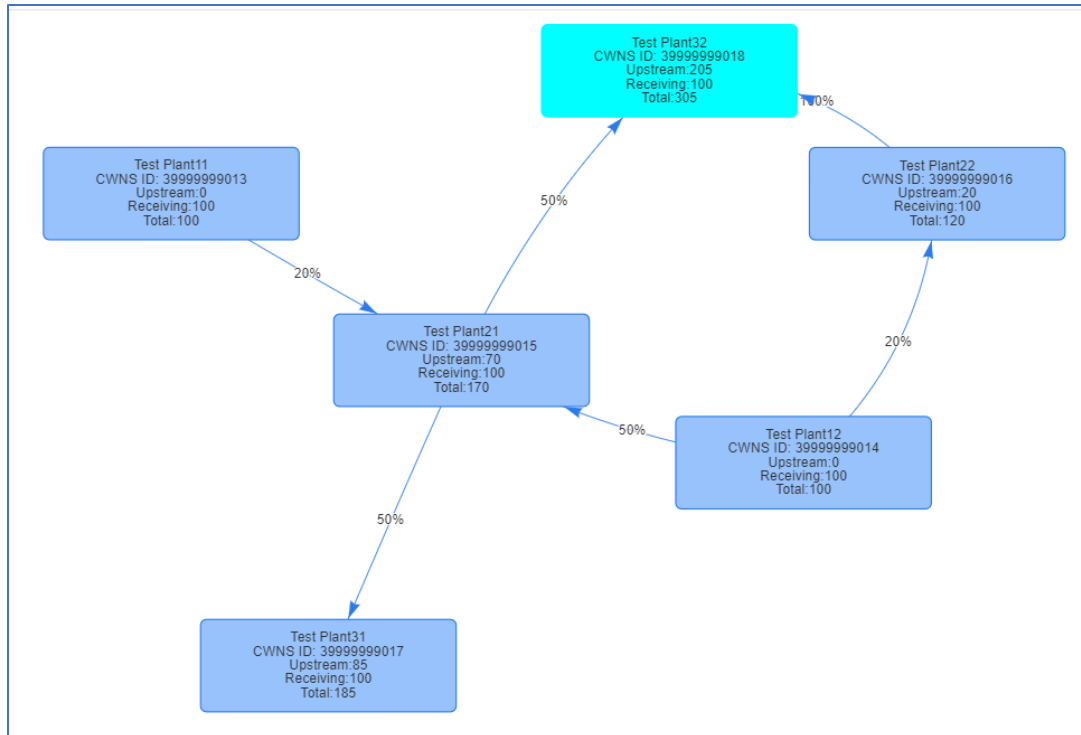 Test Plant32
CWNS ID: 39999999018
Upstream:205
Receiving:100
Total:305
100%
Test Plant11
CWNS ID: 39999999013
Upstream:0
Receiving:100
Total:100
Test Plant22
CWNS ID: 39999999016
Upstream:20
Receiving:100
Total:120
50%
20%
Test Plant21
CWNS ID: 39999999015
Upstream:70
Receiving:100
Total:170
20%
50%
Test Plant12
CWNS ID: 39999999014
Upstream:0
Receiving:100
Total:100
50%
Test Plant31
CWNS ID: 39999999017
Upstream:85
Receiving:100
Total:185